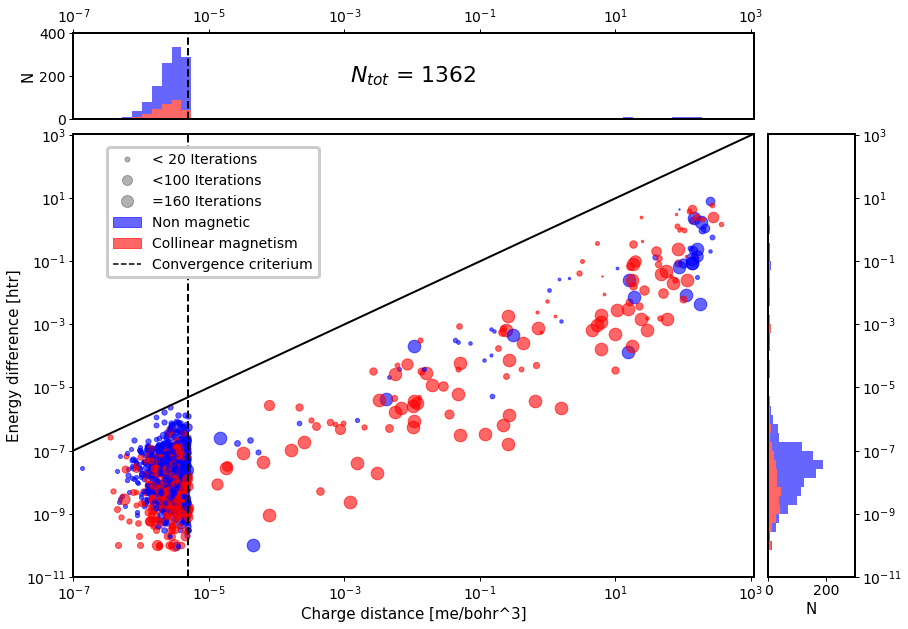 10^-7 10^-5 10^-3 10^-1 10^1 10^3
400
200
0
N
N_tot = 1362
10^3
10^1
10^-1
10^-3
10^-5
10^-7
10^-9
10^-11
Energy difference [htr]
< 20 Iterations
<100 Iterations
=160 Iterations
Non magnetic
Collinear magnetism
Convergence criterium
10^3
10^1
10^-1
10^-3
10^-5
10^-7
10^-9
10^-11
10^-7 10^-5 10^-3 10^-1 10^1 10^3
Charge distance [me/bohr^3]
0 200
N